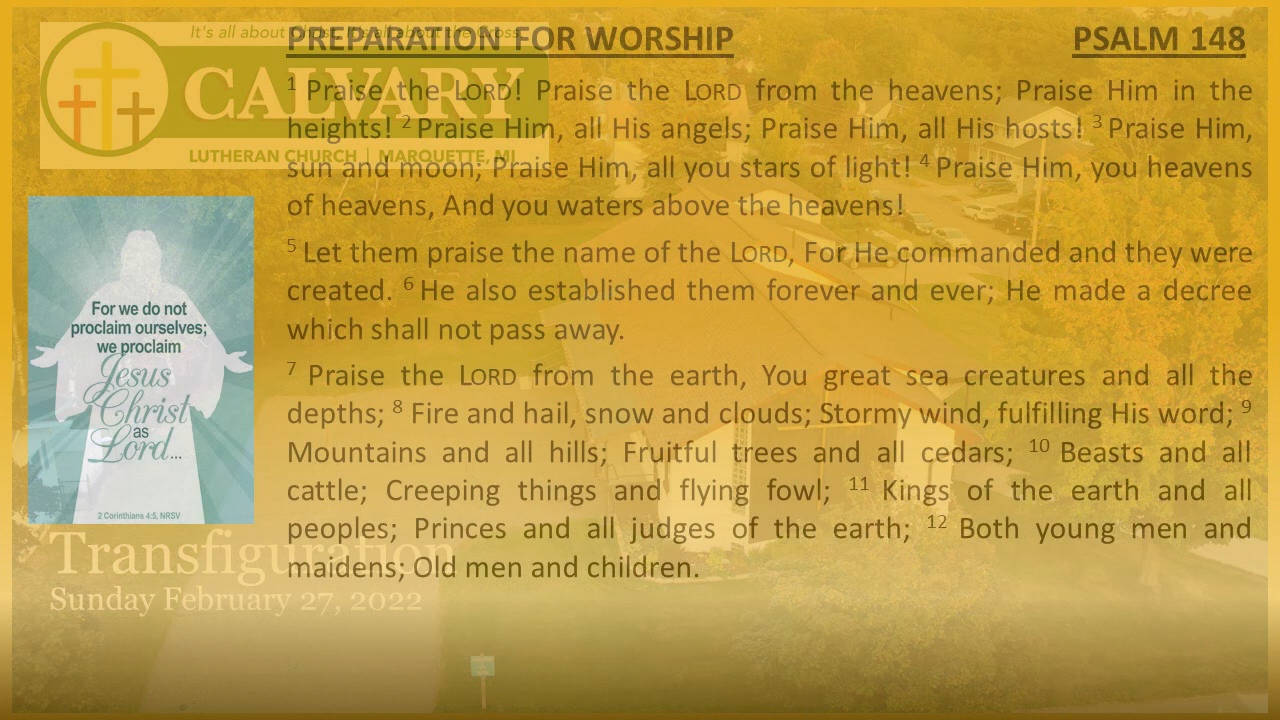 It's all about Christ, It's all about the Cross
PREPARATION FOR WORSHIP PSALM 148
CALVARY
LUTHERAN CHURCH | MARQUETTE, MI
1 Praise the LORD! Praise the LORD from the heavens; Praise Him in the
heights! 2 Praise Him, all His angels; Praise Him, all His hosts! 3 Praise Him,
sun and moon; Praise Him, all you stars of light! 4 Praise Him, you heavens
of heavens, And you waters above the heavens!
5 Let them praise the name of the LORD, For He commanded and they were
created. 6 He also established them forever and ever; He made a decree
which shall not pass away.
7 Praise the LORD from the earth, You great sea creatures and all the
depths; 8 Fire and hail, snow and clouds; Stormy wind, fulfilling His word; 9
Mountains and all hills; Fruitful trees and all cedars; 10 Beasts and all
cattle; Creeping things and flying fowl; 11 Kings of the earth and all
peoples; Princes and all judges of the earth; 12 Both young men and
maidens; Old men and children.
For we do not
proclaim ourselves;
we proclaim
Jesus
Christ
as
Lord...
2 Corinthians 4:5, NRSV
Transfiguration
Sunday February 27, 2022